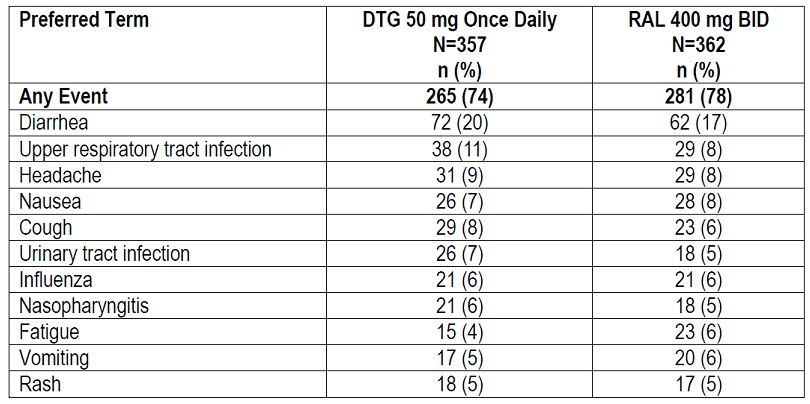 Preferred Term DTG 50 mg Once Daily RAL 400 mg BID
N=357 N=362
n (%) n (%)
Any Event 265 (74) 281 (78)
Diarrhea 72 (20) 62 (17)
Upper respiratory tract infection 38 (11) 29 (8)
Headache 31 (9) 29 (8)
Nausea 26 (7) 28 (8)
Cough 29 (8) 23 (6)
Urinary tract infection 26 (7) 18 (5)
Influenza 21 (6) 21 (6)
Nasopharyngitis 21 (6) 18 (5)
Fatigue 15 (4) 23 (6)
Vomiting 17 (5) 20 (6)
Rash 18 (5) 17 (5)